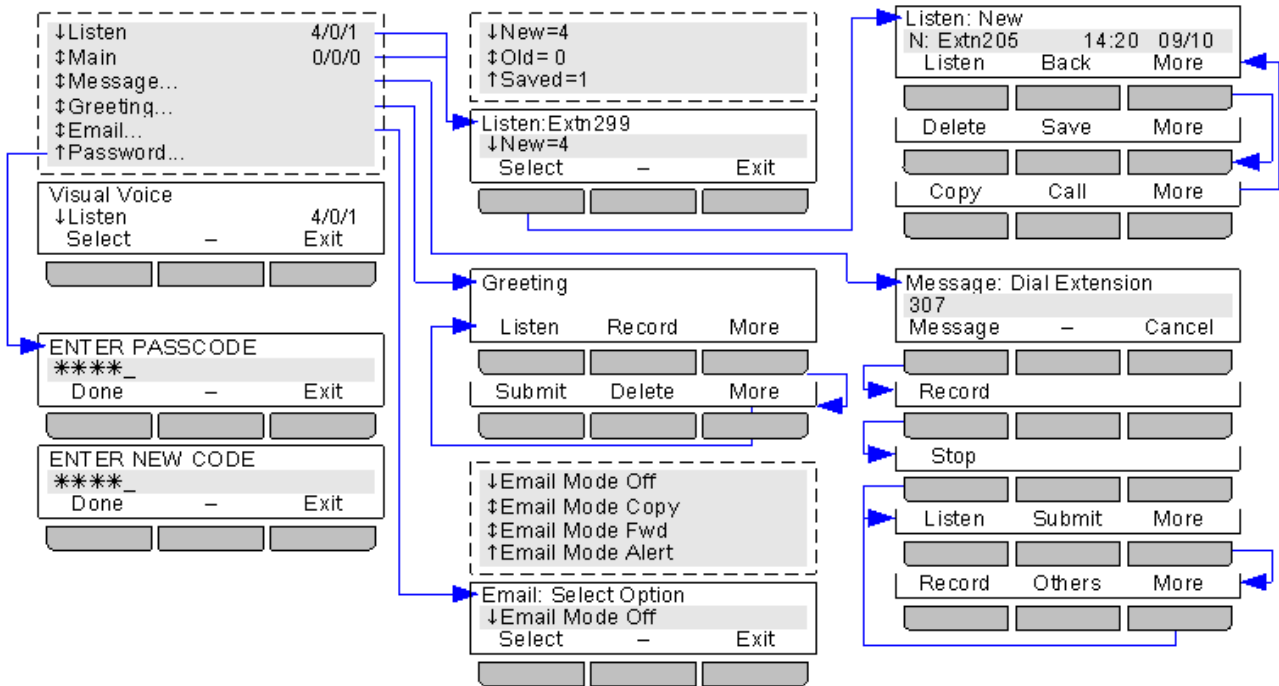 ↓Listen 4/0/1
↕Main 0/0/0
↕Message...
↕Greeting...
↕Email...
↑Password...
Visual Voice
↓Listen 4/0/1
Select – Exit
ENTER PASSCODE
****_
Done – Exit
ENTER NEW CODE
****_
Done – Exit
↓New=4
↕Old= 0
↑Saved=1
Listen:Extn299
↓New=4
Select – Exit
Greeting
Listen Record More
Submit Delete More
↓Email Mode Off
↕Email Mode Copy
↕Email Mode Fwd
↑Email Mode Alert
Email: Select Option
↓Email Mode Off
Select – Exit
Listen: New
N: Extn205 14:20 09/10
Listen Back More
Delete Save More
Copy Call More
Message: Dial Extension
307
Message – Cancel
Record
Stop
Listen Submit More
Record Others More